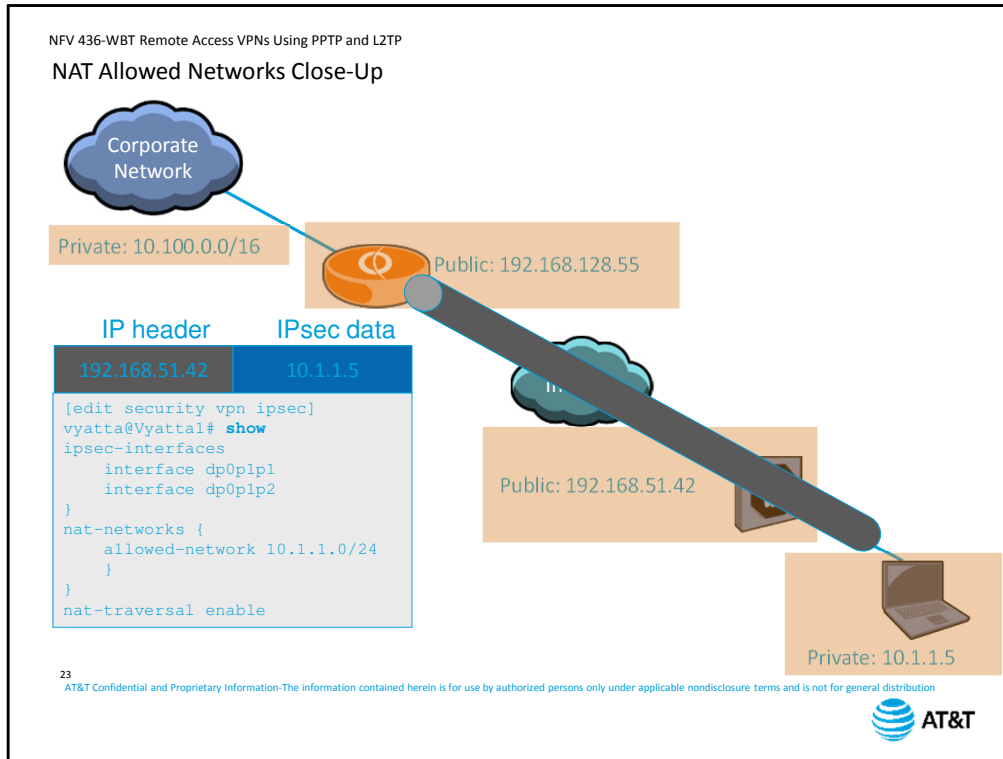 NFV 436-WBT Remote Access VPNs Using PPTP and L2TP
NAT Allowed Networks Close-Up
Corporate
Network
Private: 10.100.0.0/16
Public: 192.168.128.55
IP header IPsec data
192.168.51.42 10.1.1.5
[edit security vpn ipsec]
vyatta@Vyatta1# show
ipsec-interfaces
interface dp0p1p1
interface dp0p1p2
}
nat-networks {
allowed-network 10.1.1.0/24
}
}
nat-traversal enable
Public: 192.168.51.42
Private: 10.1.1.5
23
AT&T Confidential and Proprietary Information-The information contained herein is for use by authorized persons only under applicable nondisclosure terms and is not for general distribution
AT&T